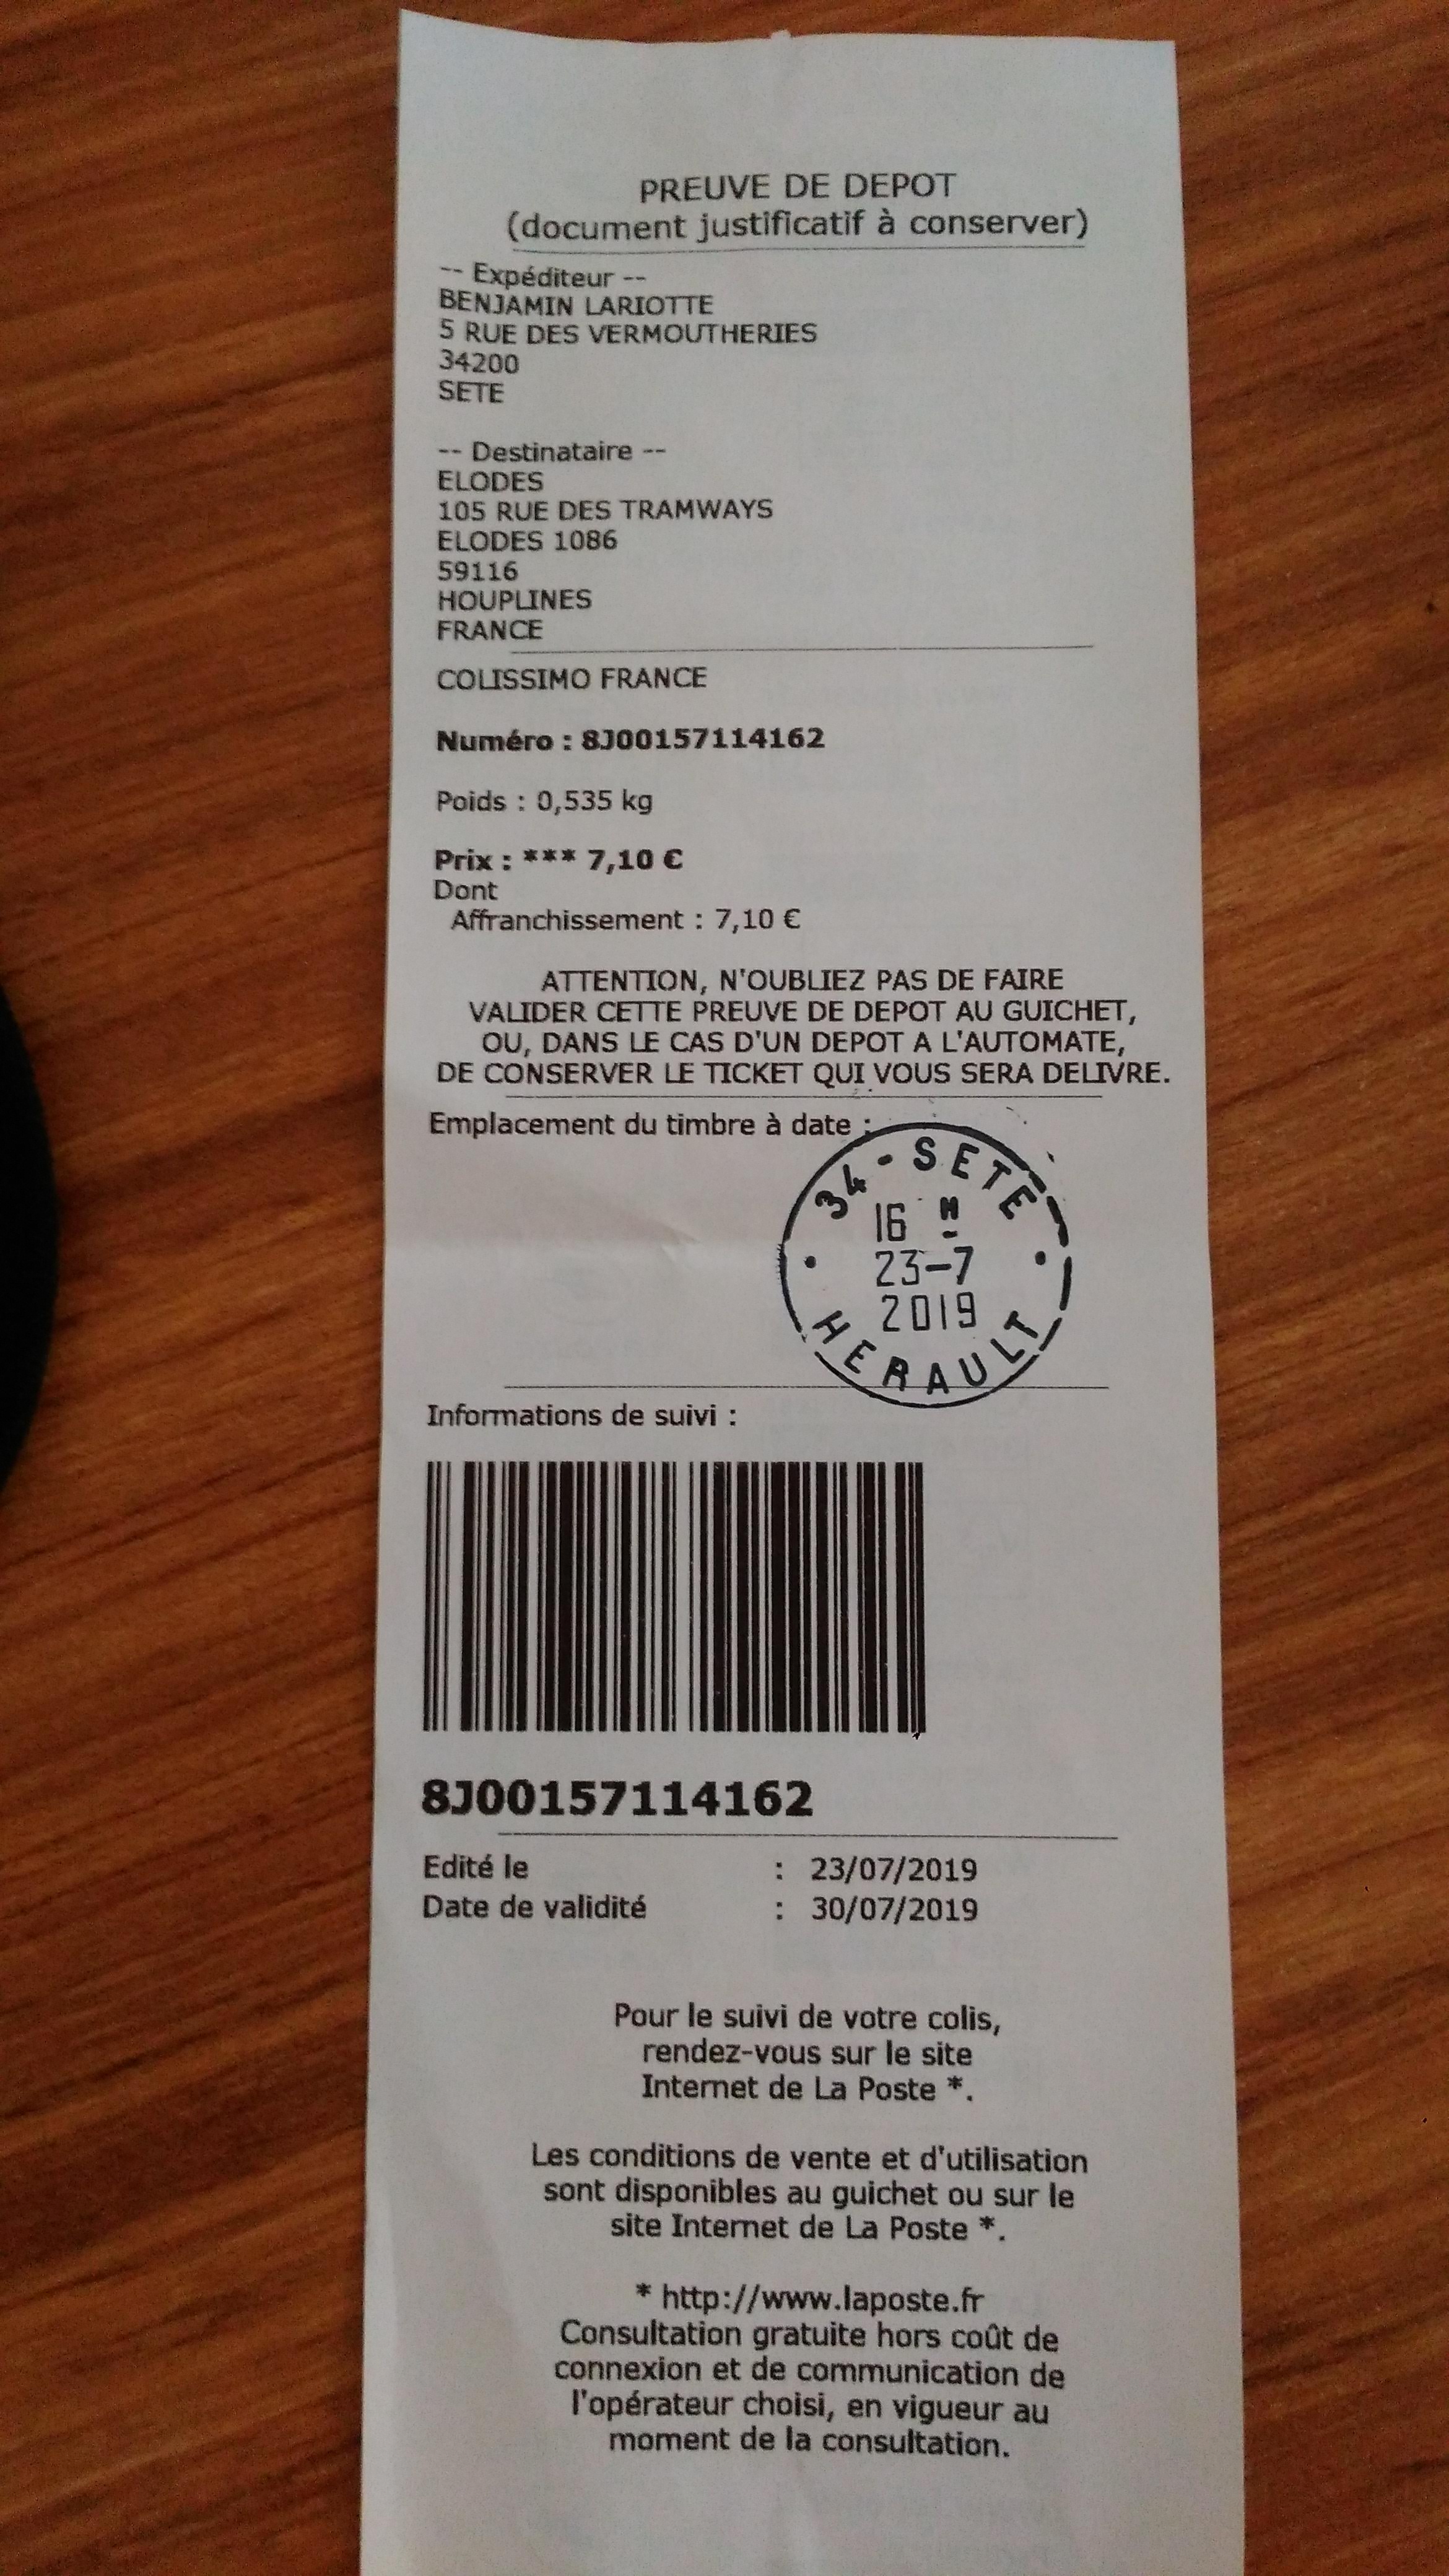 PREUVE DE DEPOT
(document justificatif à conserver)
-- Expéditeur --
BENJAMIN LARIOTTE
5 RUE DES VERMOUTHERIES
34200
SETE
-- Destinataire --
ELODES
105 RUE DES TRAMWAYS
ELODES 1086
59116
HOUPLINES
FRANCE
COLISSIMO FRANCE
Numéro : 8J00157114162
Poids : 0,535 kg
Prix : *** 7,10 €
Dont
Affranchissement : 7,10 €
ATTENTION, N'OUBLIEZ PAS DE FAIRE
VALIDER CETTE PREUVE DE DEPOT AU GUICHET,
OU, DANS LE CAS D'UN DEPOT A L'AUTOMATE,
DE CONSERVER LE TICKET QUI VOUS SERA DELIVRE.
Emplacement du timbre à date :
34-SETE
16 H
23-7
2019
HERAULT
Informations de suivi :
8J00157114162
Edité le : 23/07/2019
Date de validité : 30/07/2019
Pour le suivi de votre colis,
rendez-vous sur le site
Internet de La Poste *.
Les conditions de vente et d'utilisation
sont disponibles au guichet ou sur le
site Internet de La Poste *.
* http://www.laposte.fr
Consultation gratuite hors coût de
connexion et de communication de
l'opérateur choisi, en vigueur au
moment de la consultation.